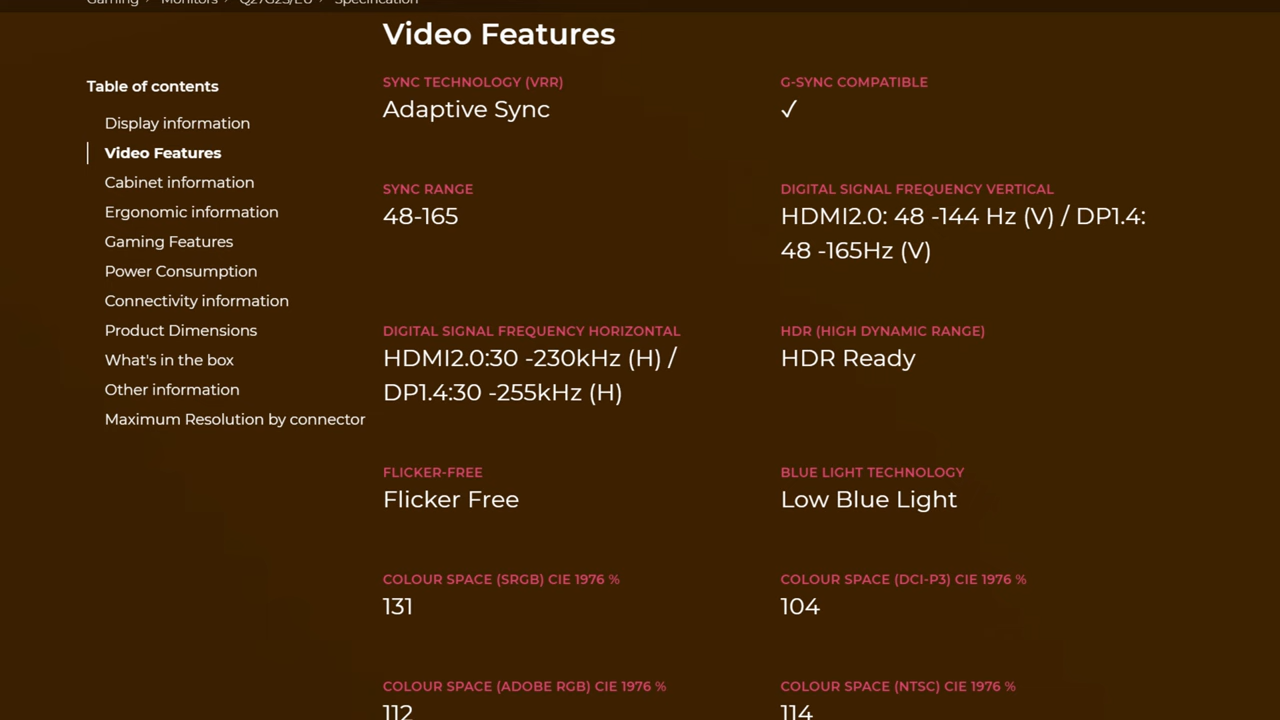 Gaming › Monitors › Q27G2S/EU › Specification
Video Features
Table of contents
Display information
Video Features
Cabinet information
Ergonomic information
Gaming Features
Power Consumption
Connectivity information
Product Dimensions
What's in the box
Other information
Maximum Resolution by connector
SYNC TECHNOLOGY (VRR)
Adaptive Sync
G-SYNC COMPATIBLE
✓
SYNC RANGE
48-165
DIGITAL SIGNAL FREQUENCY VERTICAL
HDMI2.0: 48 -144 Hz (V) / DP1.4:
48 -165Hz (V)
DIGITAL SIGNAL FREQUENCY HORIZONTAL
HDMI2.0:30 -230kHz (H) /
DP1.4:30 -255kHz (H)
HDR (HIGH DYNAMIC RANGE)
HDR Ready
FLICKER-FREE
Flicker Free
BLUE LIGHT TECHNOLOGY
Low Blue Light
COLOUR SPACE (SRGB) CIE 1976 %
131
COLOUR SPACE (DCI-P3) CIE 1976 %
104
COLOUR SPACE (ADOBE RGB) CIE 1976 %
112
COLOUR SPACE (NTSC) CIE 1976 %
114